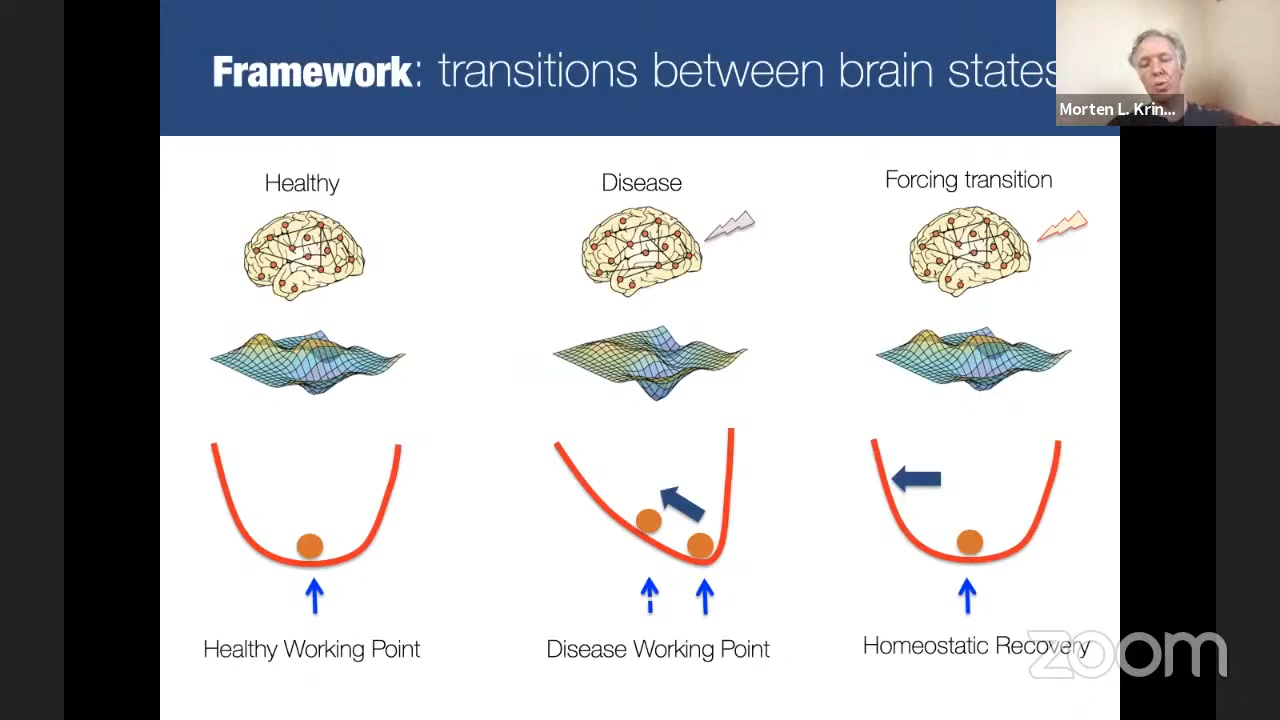 Framework: transitions between brain states
Morten L. Krin...
Healthy
Disease
Forcing transition
Healthy Working Point
Disease Working Point
Homeostatic Recovery
zoom